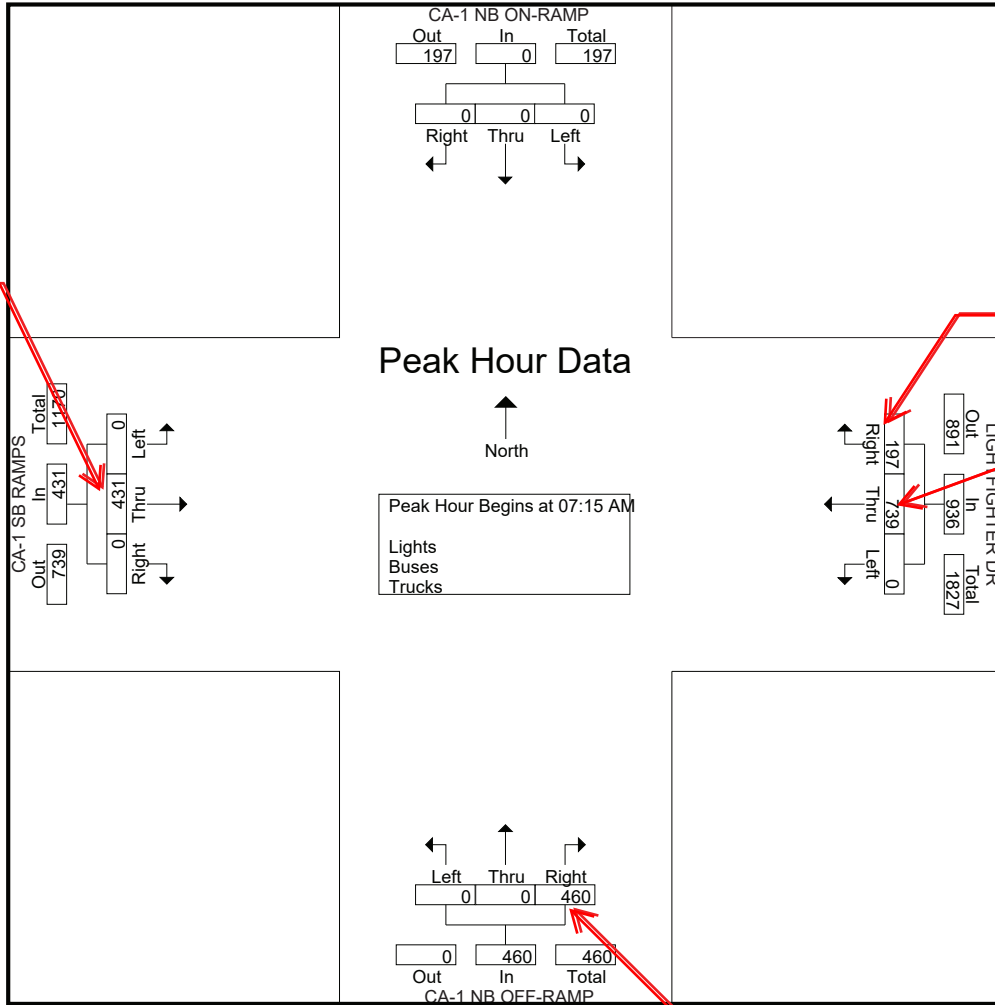 CA-1 NB ON-RAMP
Out In Total
197 0 197
0 0 0
Right Thru Left
Peak Hour Data
North
Peak Hour Begins at 07:15 AM
Lights
Buses
Trucks
CA-1 SB RAMPS
Out In Total
739 431 1170
0 431 0
Right Thru Left
LIGHTFIGHTER DR
Out In Total
891 936 1827
Right Thru Left
197 739 0
Left Thru Right
0 0 460
0 460 460
Out In Total
CA-1 NB OFF-RAMP